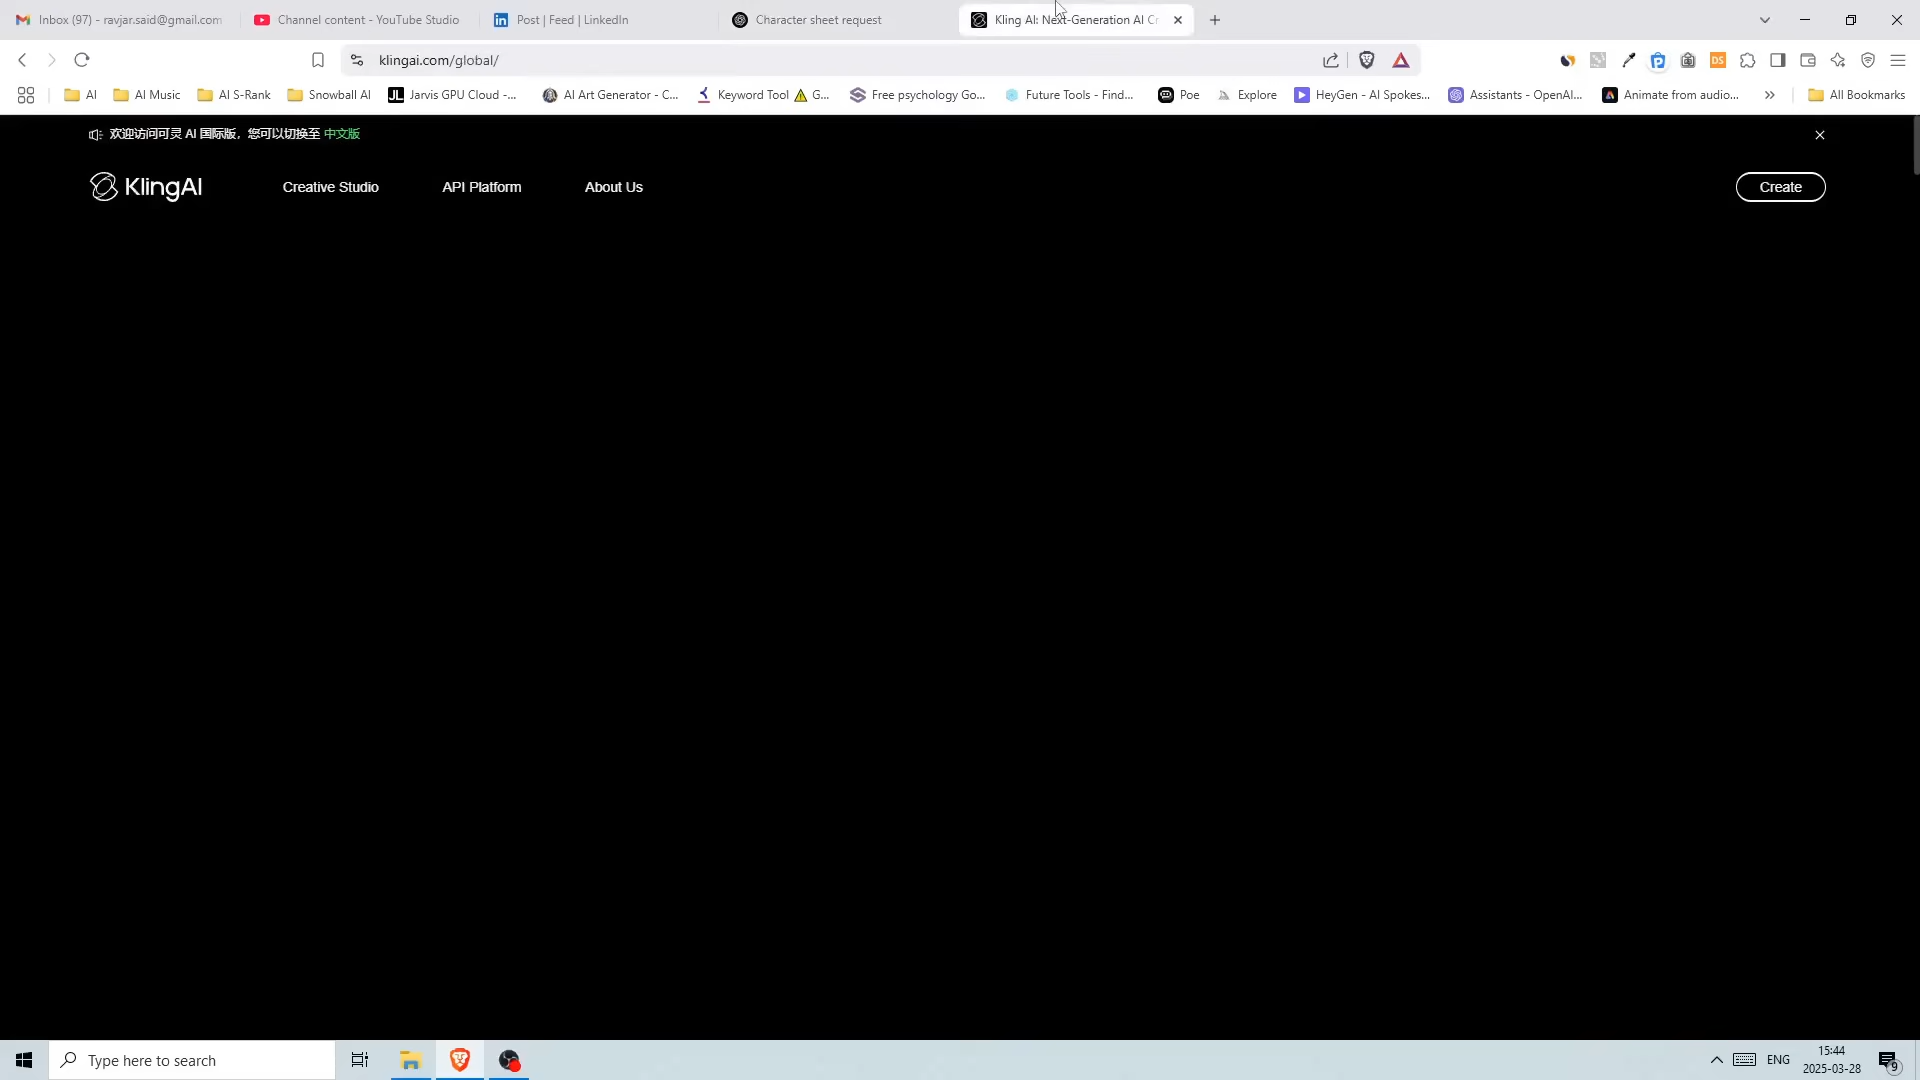 Inbox (97) - ravjar.said@gmail.com
Channel content - YouTube Studio
Post | Feed | LinkedIn
Character sheet request
Kling AI: Next-Generation AI Cr
klingai.com/global/
AI
AI Music
AI S-Rank
Snowball AI
JL Jarvis GPU Cloud -...
AI Art Generator - C...
Keyword Tool ⚠ G...
Free psychology Go...
Future Tools - Find...
Poe
Explore
HeyGen - AI Spokes...
Assistants - OpenAI...
Animate from audio...
All Bookmarks
DS
欢迎访问可灵 AI 国际版，您可以切换至 中文版
KlingAI
Creative Studio
API Platform
About Us
Create
Type here to search
ENG
15:44
2025-03-28
9